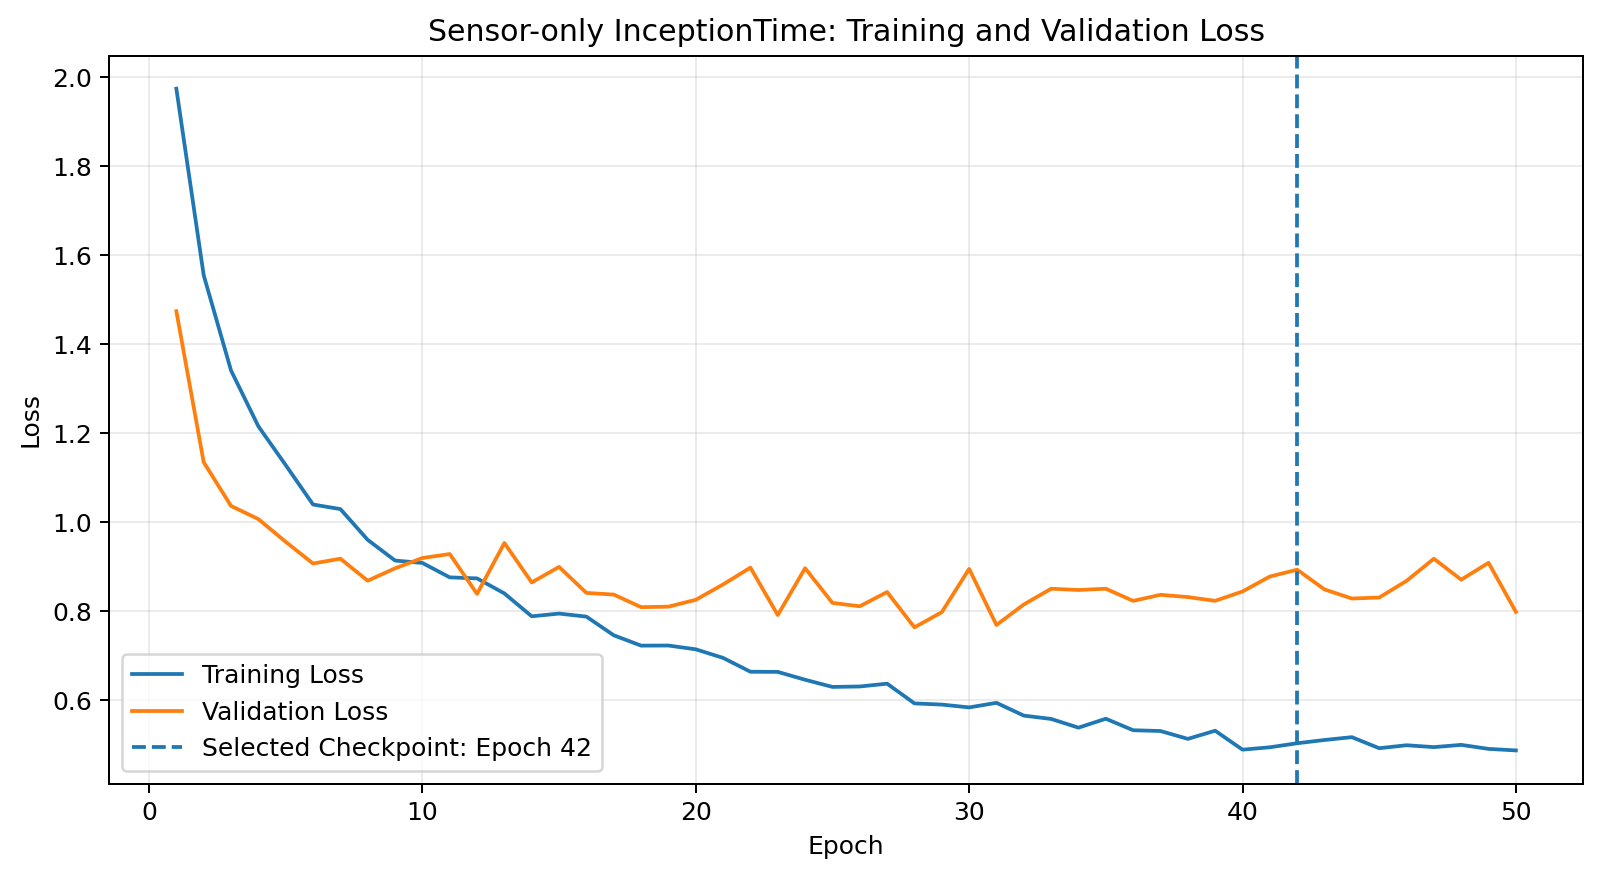 Sensor-only InceptionTime: Training and Validation Loss
2.0
1.8
1.6
1.4
1.2
1.0
0.8
0.6
Loss
Training Loss
Validation Loss
Selected Checkpoint: Epoch 42
0 10 20 30 40 50
Epoch